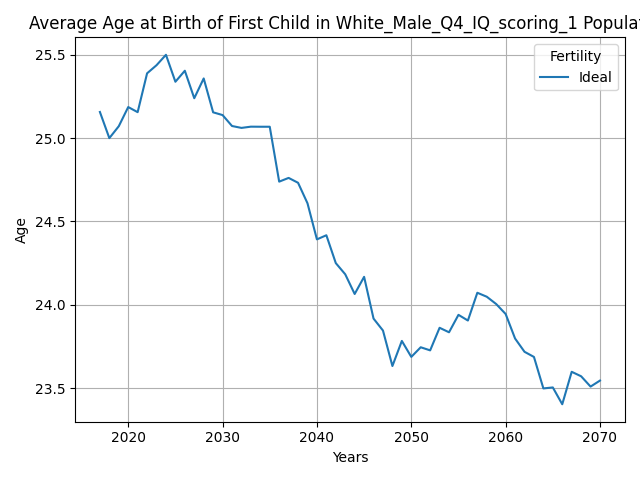 Average Age at Birth of First Child in White_Male_Q4_IQ_scoring_1 Populat
Fertility
Ideal
25.5
25.0
24.5
24.0
23.5
Age
2020 2030 2040 2050 2060 2070
Years